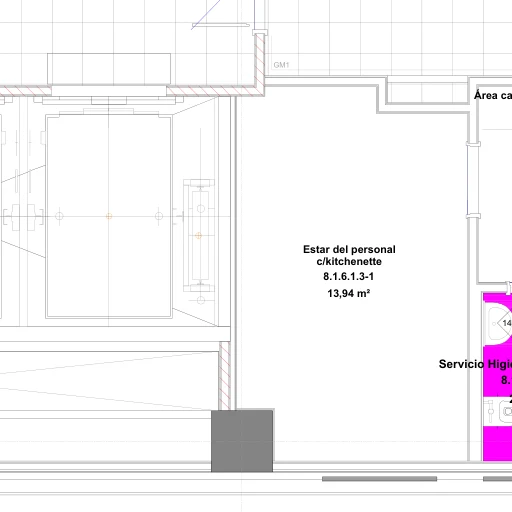 GM1
Área ca
Estar del personal
c/kitchenette
8.1.6.1.3-1
13,94 m²
14
Servicio Higi
8.